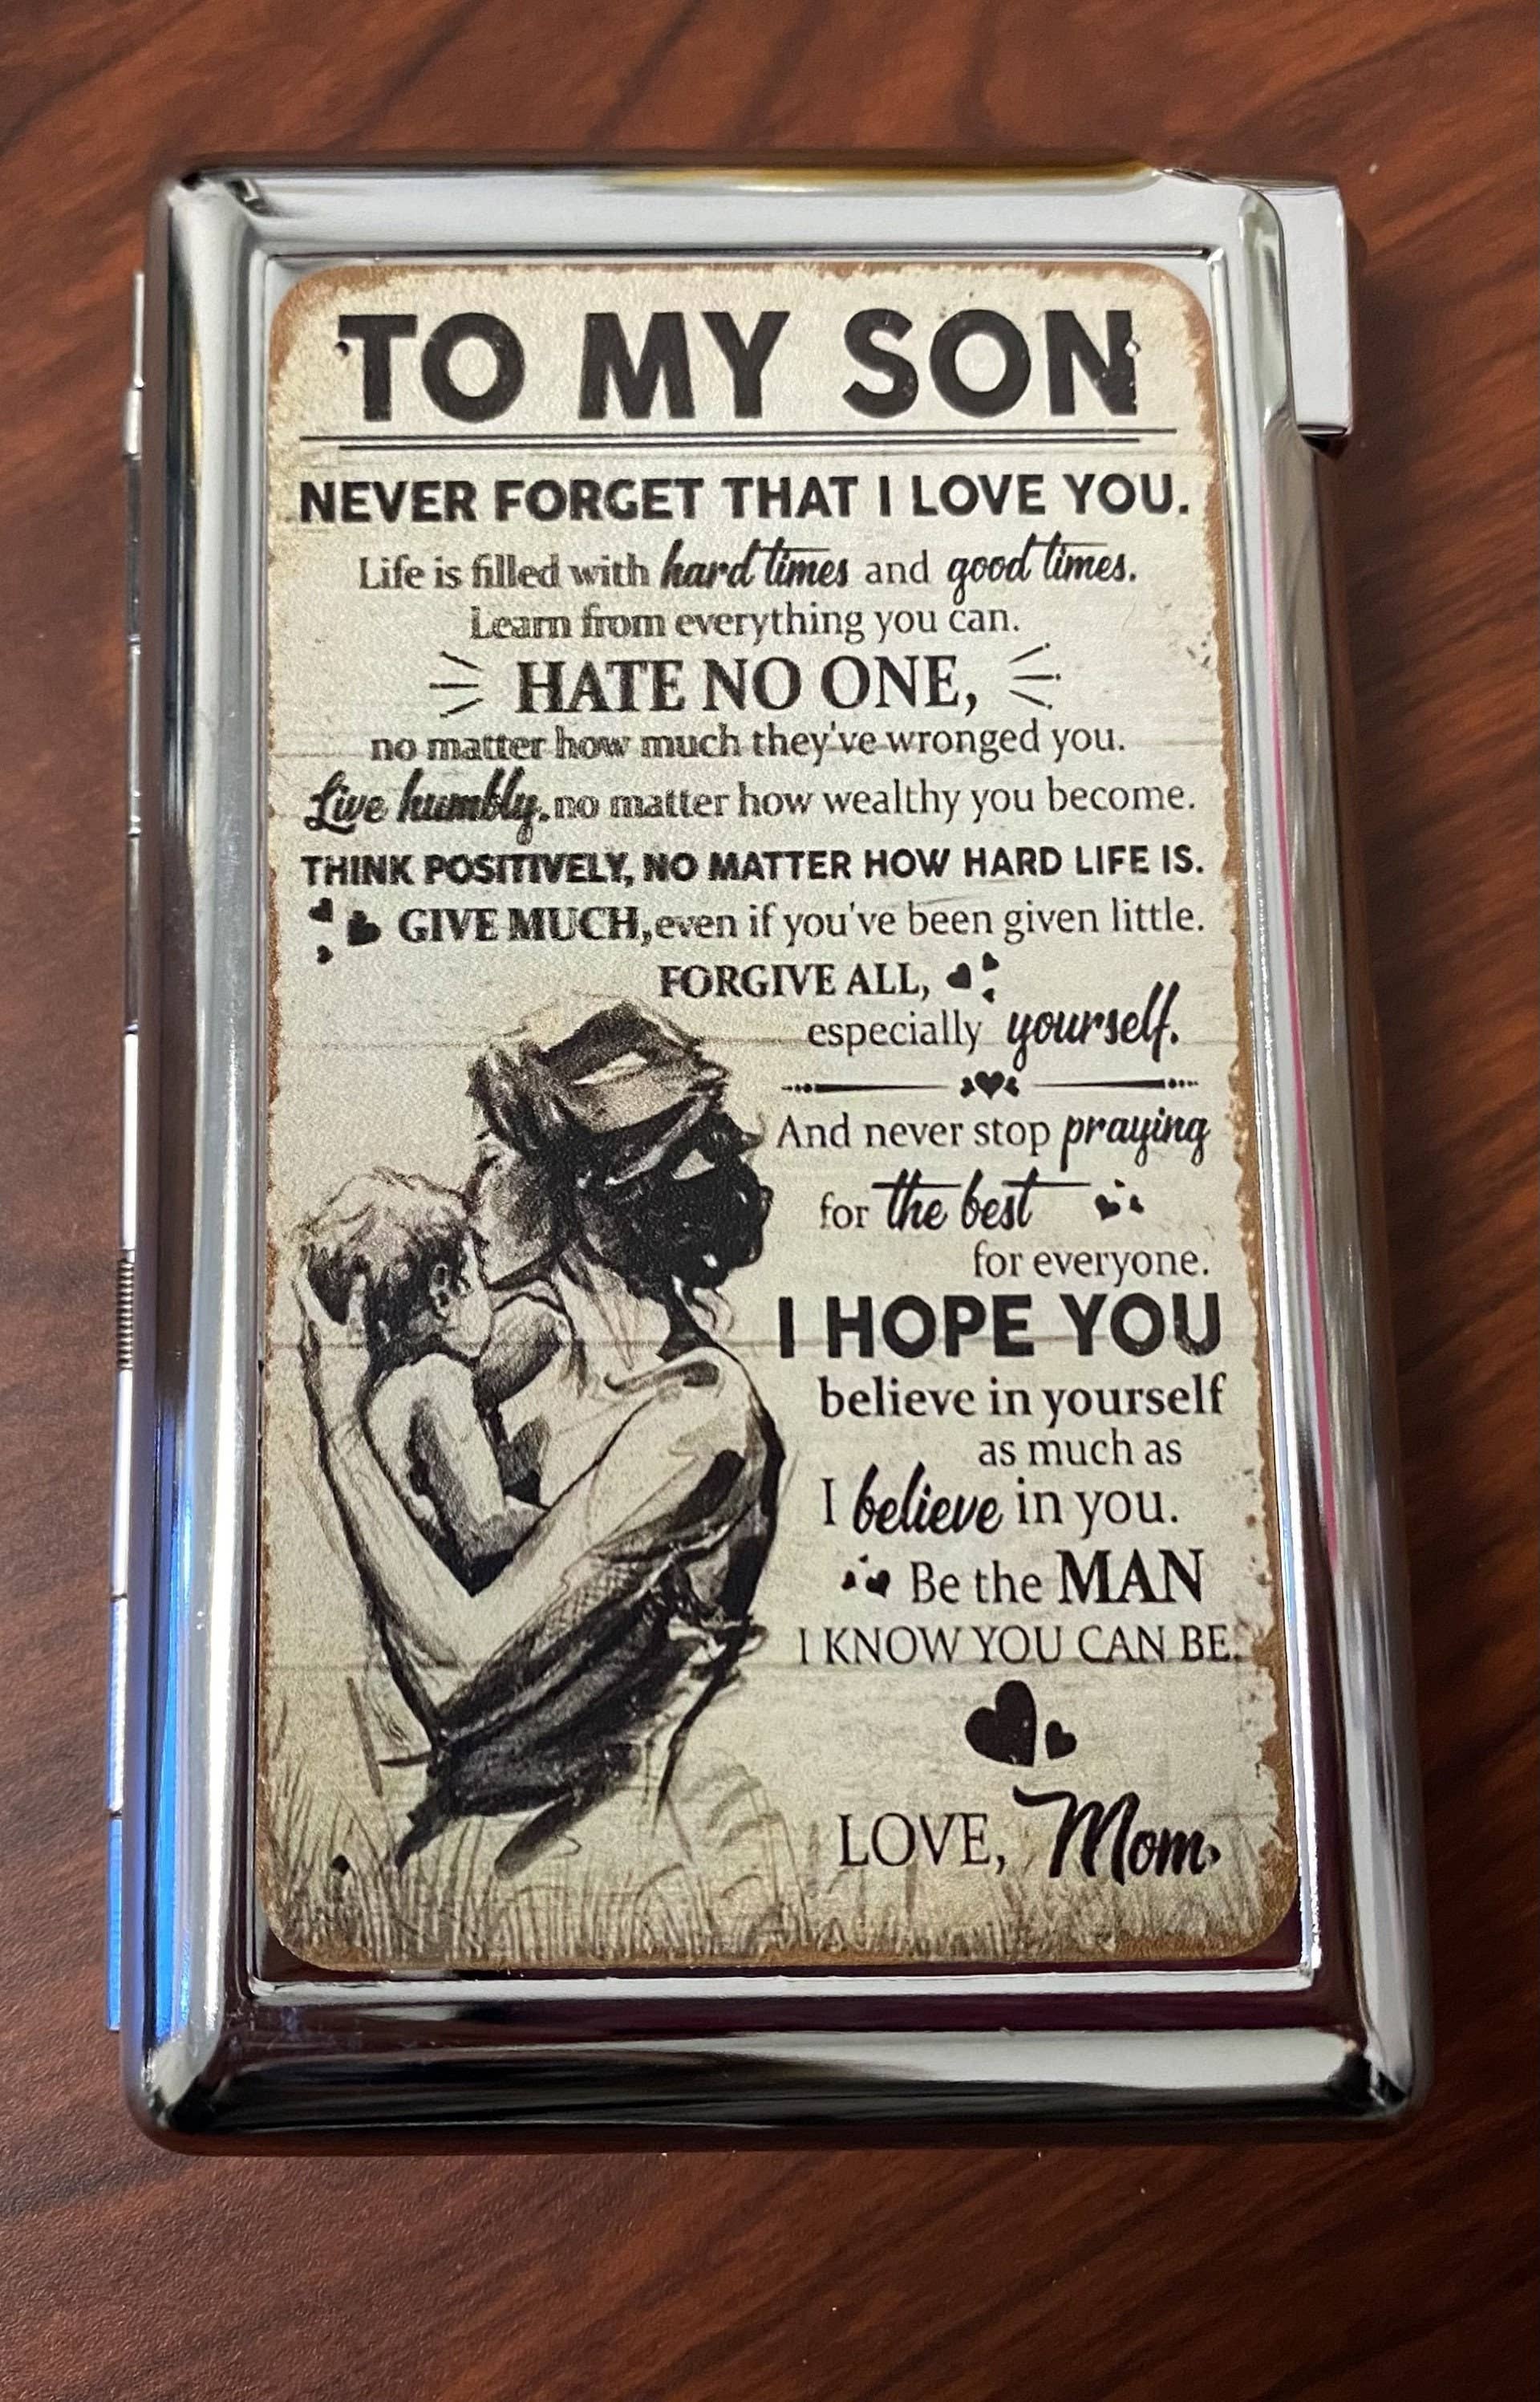 TO MY SON
NEVER FORGET THAT I LOVE YOU.
Life is filled with hard times and good times.
Learn from everything you can.
HATE NO ONE,
no matter how much they've wronged you.
Live humbly, no matter how wealthy you become.
THINK POSITIVELY, NO MATTER HOW HARD LIFE IS.
GIVE MUCH, even if you've been given little.
FORGIVE ALL,
especially yourself.
And never stop praying
for the best
for everyone.
I HOPE YOU
believe in yourself
as much as
I believe in you.
Be the MAN
I KNOW YOU CAN BE.
LOVE, Mom